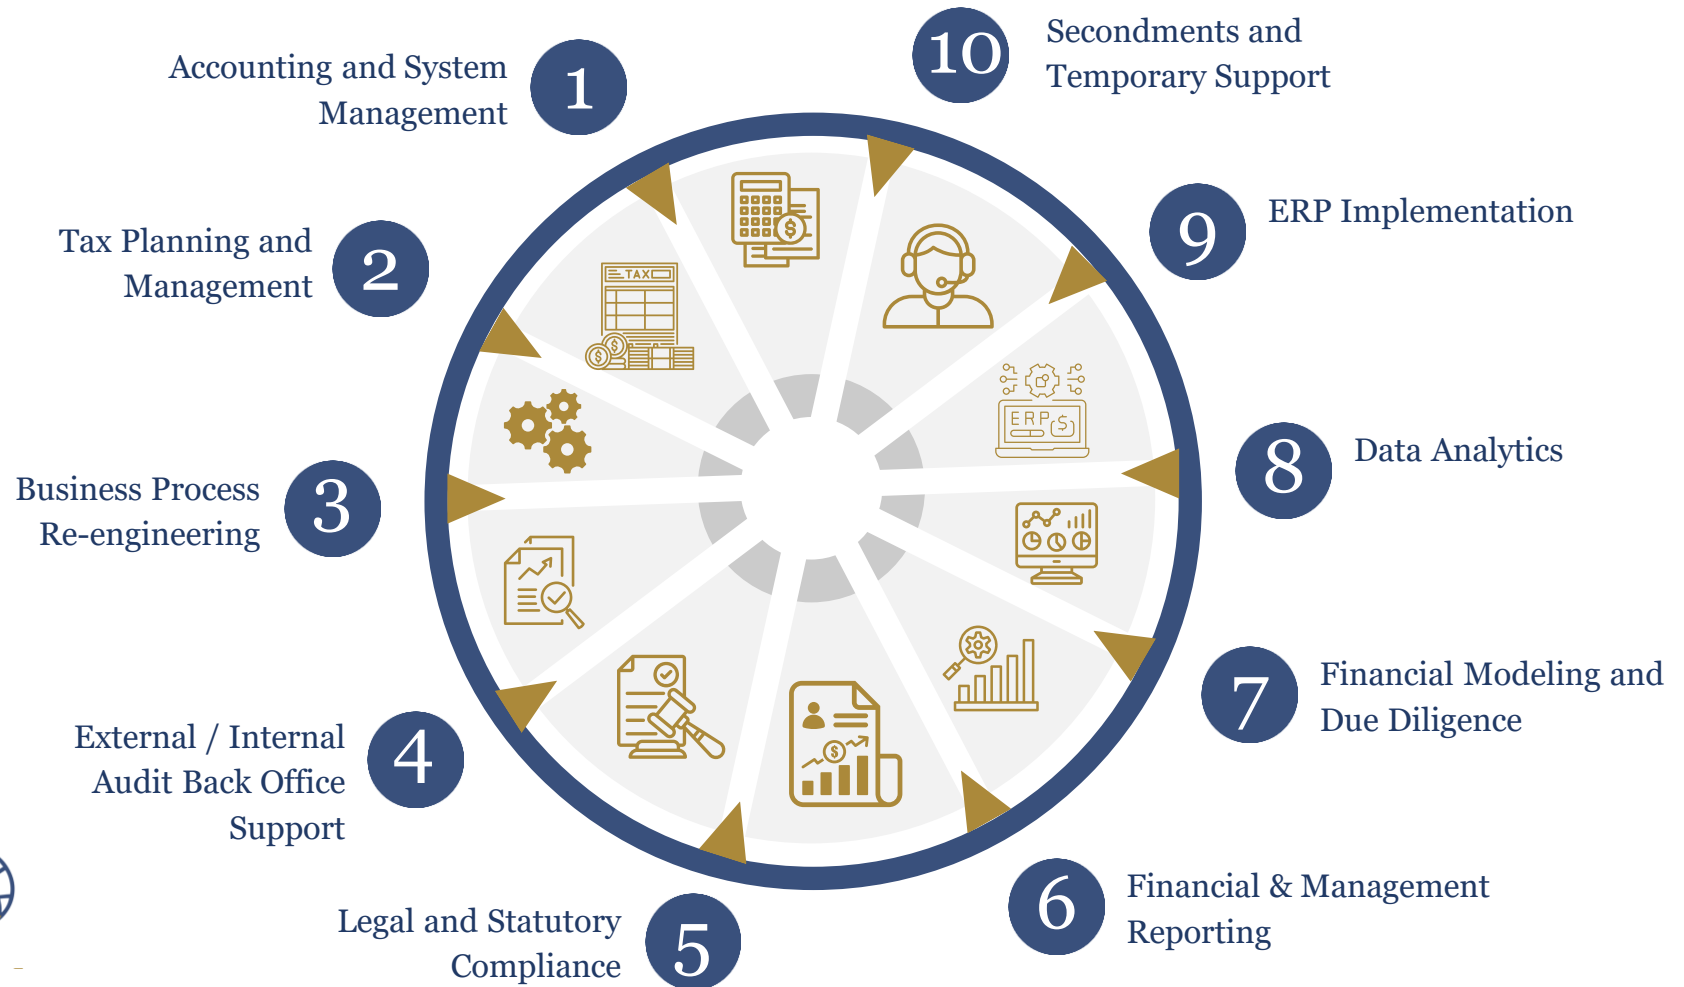 1
Accounting and System
Management
2
Tax Planning and
Management
3
Business Process
Re-engineering
4
External / Internal
Audit Back Office
Support
5
Legal and Statutory
Compliance
6
Financial & Management
Reporting
7
Financial Modeling and
Due Diligence
8
Data Analytics
9
ERP Implementation
10
Secondments and
Temporary Support
TAX
$
$
$
ERP
$
$